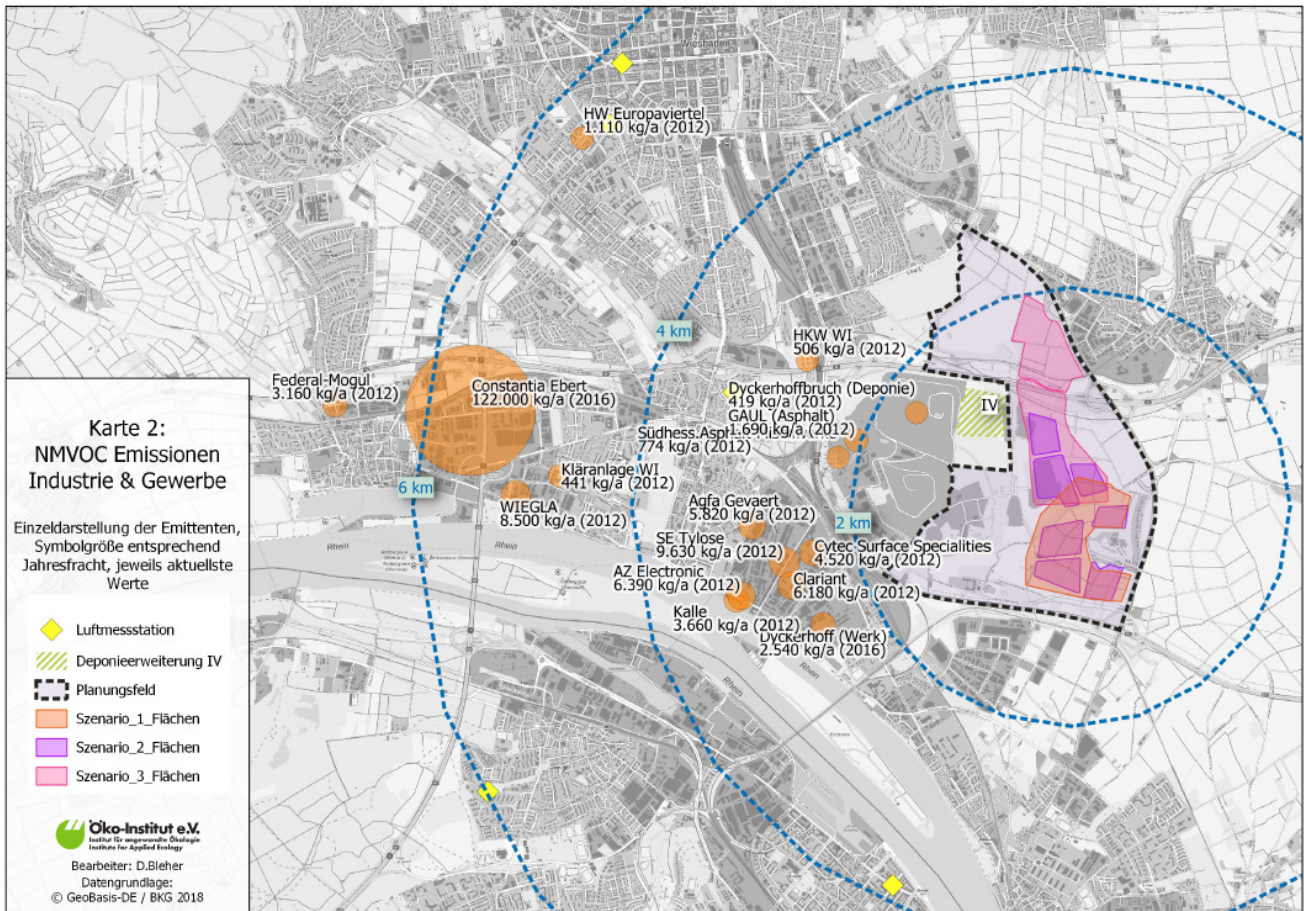 Wiesbaden
HW Europaviertel
1.110 kg/a (2012)
4 km
HKW WI
506 kg/a (2012)
Federal-Mogul
3.160 kg/a (2012)
Constantia Ebert
122.000 kg/a (2016)
Dyckerhoffbruch (Deponie)
419 kg/a (2012)
GAUL (Asphalt)
1.690 kg/a (2012)
Südhess.Asph
774 kg/a (2012)
IV
Kläranlage WI
441 kg/a (2012)
6 km
WIEGLA
8.500 kg/a (2012)
Agfa Gevaert
5.820 kg/a (2012)
2 km
SE Tylose
9.630 kg/a (2012)
Cytec Surface Specialities
4.520 kg/a (2012)
AZ Electronic
6.390 kg/a (2012)
Clariant
6.180 kg/a (2012)
Kalle
3.660 kg/a (2012)
Dyckerhoff (Werk)
2.540 kg/a (2016)
Rhein
Rhein
Rhein
Rhein
Rhein
Karte 2:
NMVOC Emissionen
Industrie & Gewerbe
Einzeldarstellung der Emittenten,
Symbolgröße entsprechend
Jahresfracht, jeweils aktuellste
Werte
Luftmessstation
Deponieerweiterung IV
Planungsfeld
Szenario_1_Flächen
Szenario_2_Flächen
Szenario_3_Flächen
Öko-Institut e.V.
Institut für angewandte Ökologie
Institute for Applied Ecology
Bearbeiter: D.Bleher
Datengrundlage:
© GeoBasis-DE / BKG 2018